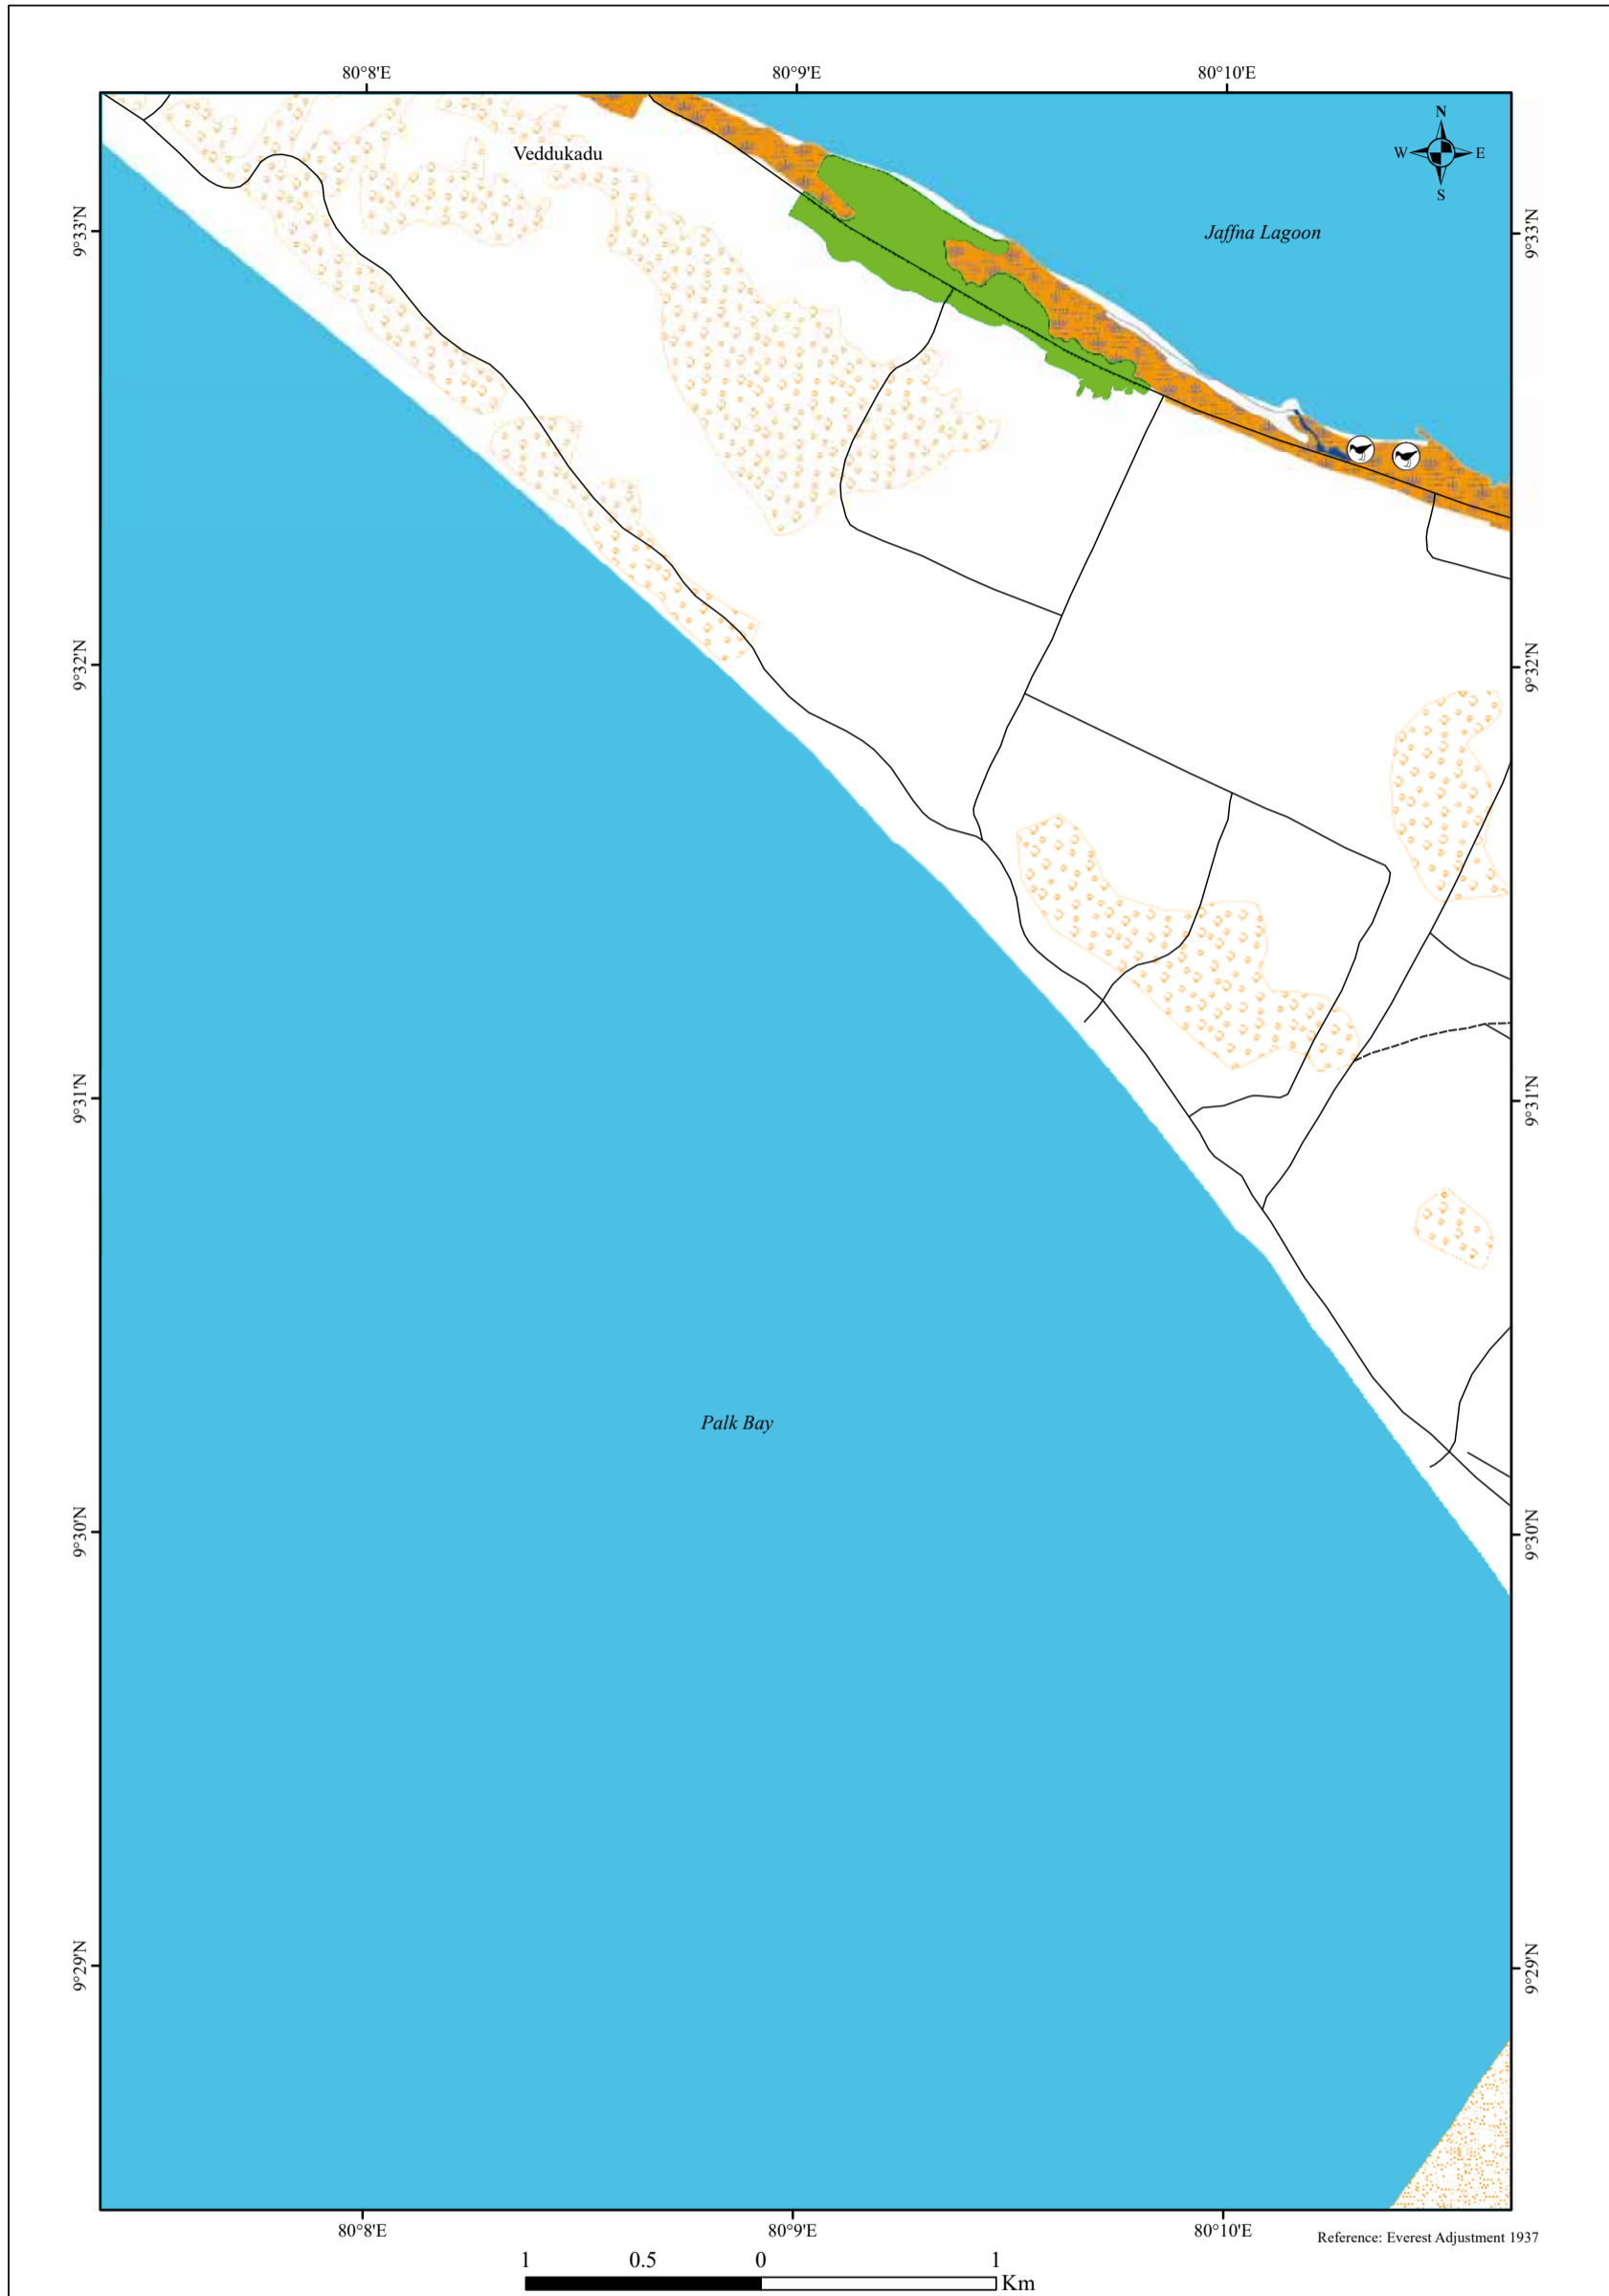 80°8'E
80°9'E
80°10'E
N
W
E
S
Veddukadu
Jaffna Lagoon
9°33'N
9°33'N
9°32'N
9°32'N
9°31'N
9°31'N
Palk Bay
9°30'N
9°30'N
9°29'N
9°29'N
80°8'E
80°9'E
80°10'E
Reference: Everest Adjustment 1937
1 0.5 0 1
Km